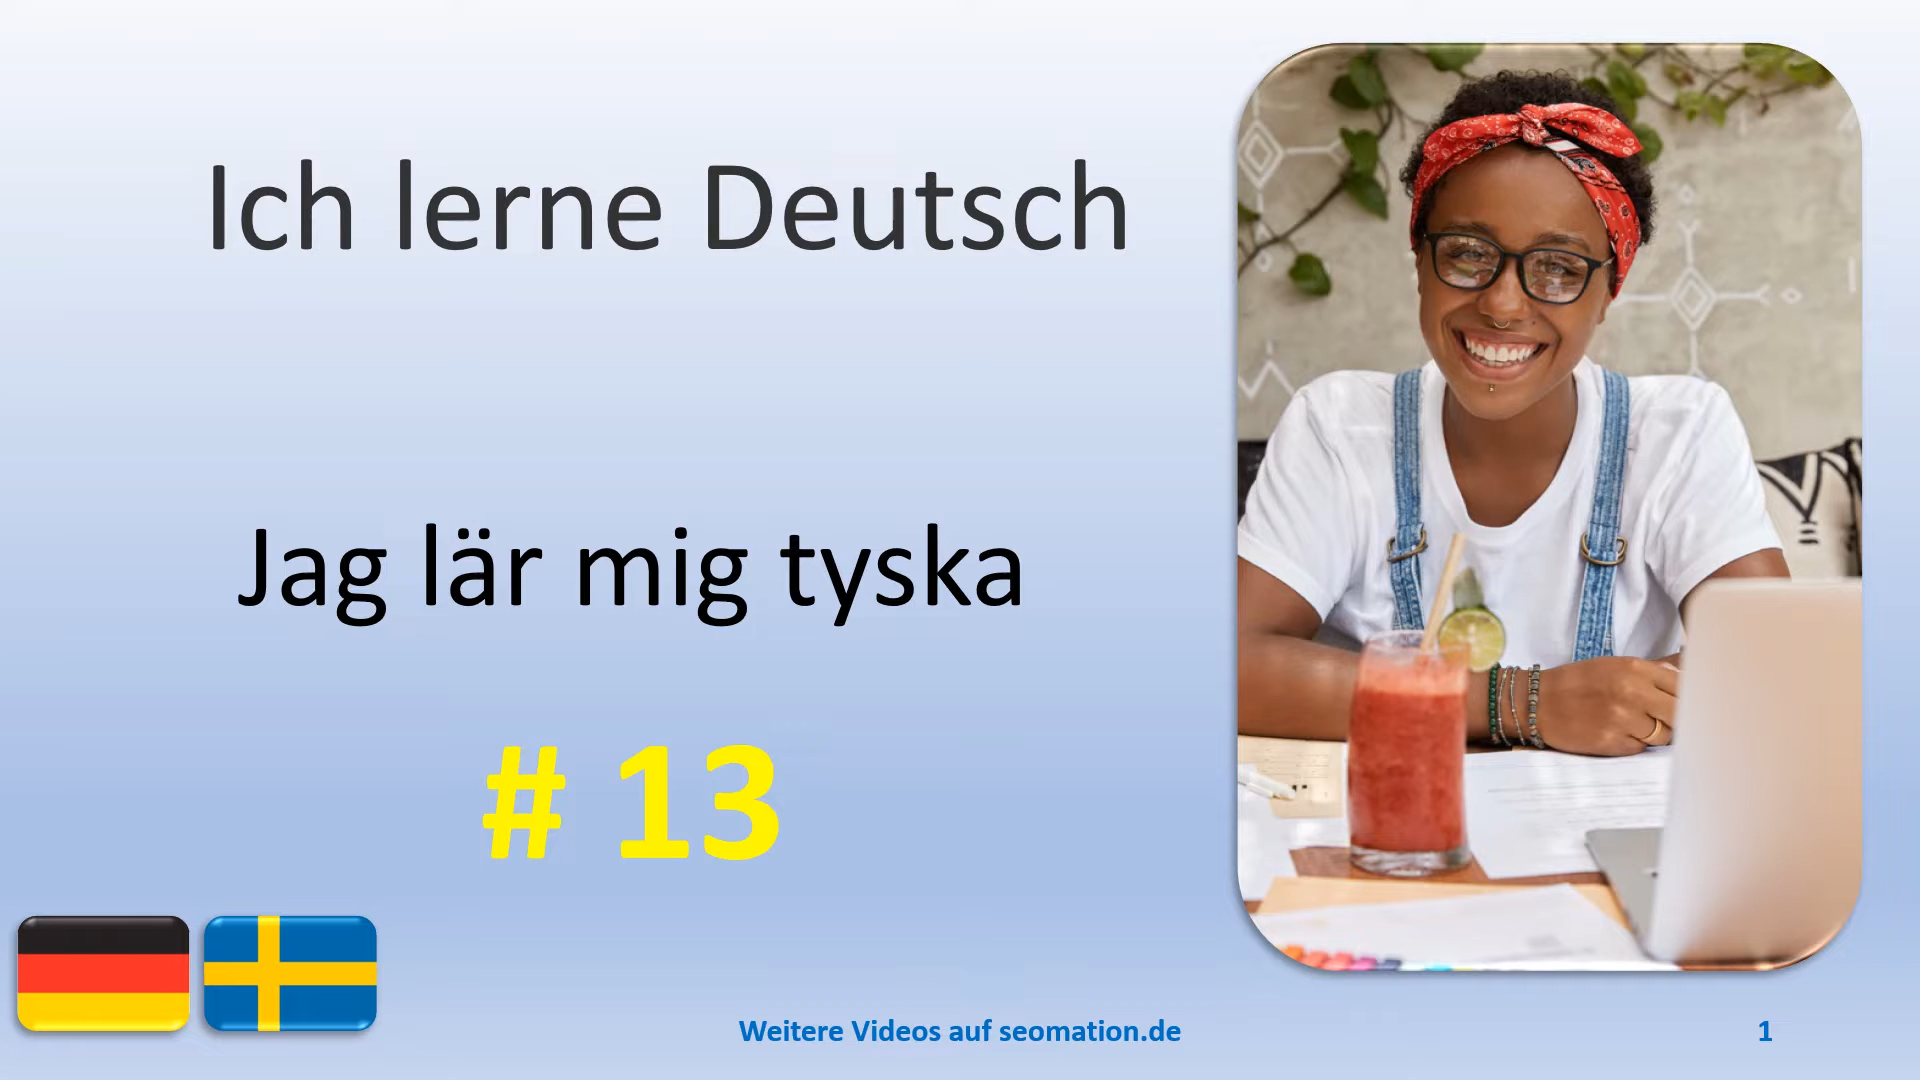 Ich lerne Deutsch
Jag lär mig tyska
# 13
Weitere Videos auf seomation.de
1